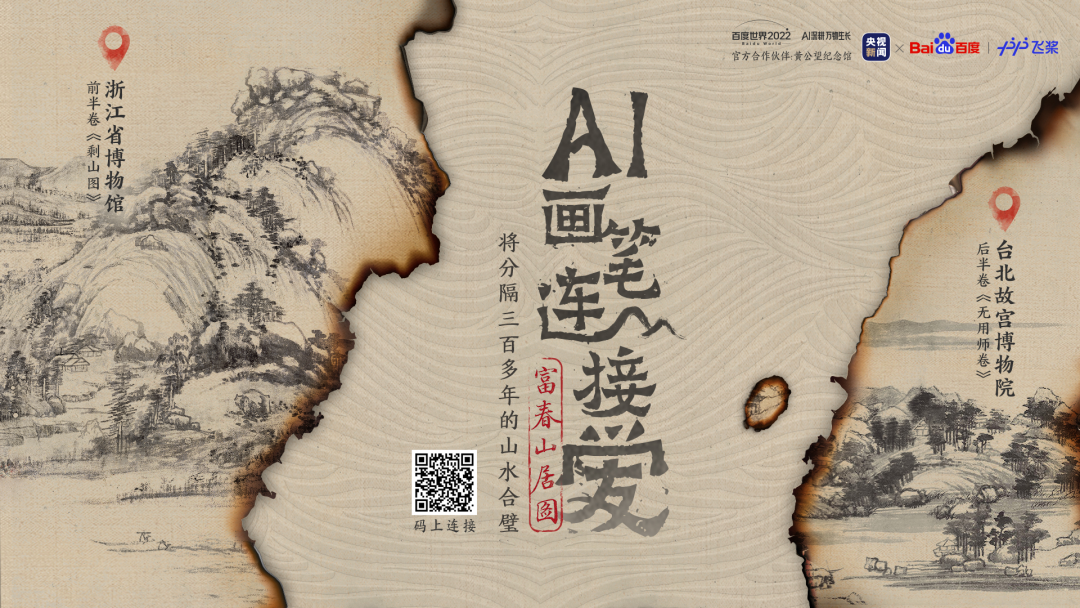 百度世界2022 AI深耕 万物生长
Baidu World
官方合作伙伴:黄公望纪念馆
央视
新闻
×
Baidu百度
飞桨
浙江省博物馆
前半卷《剩山图》
AI
画笔
连接
爱
将分隔三百多年的山水合璧
富春山居图
码上连接
台北故宫博物院
后半卷《无用师卷》